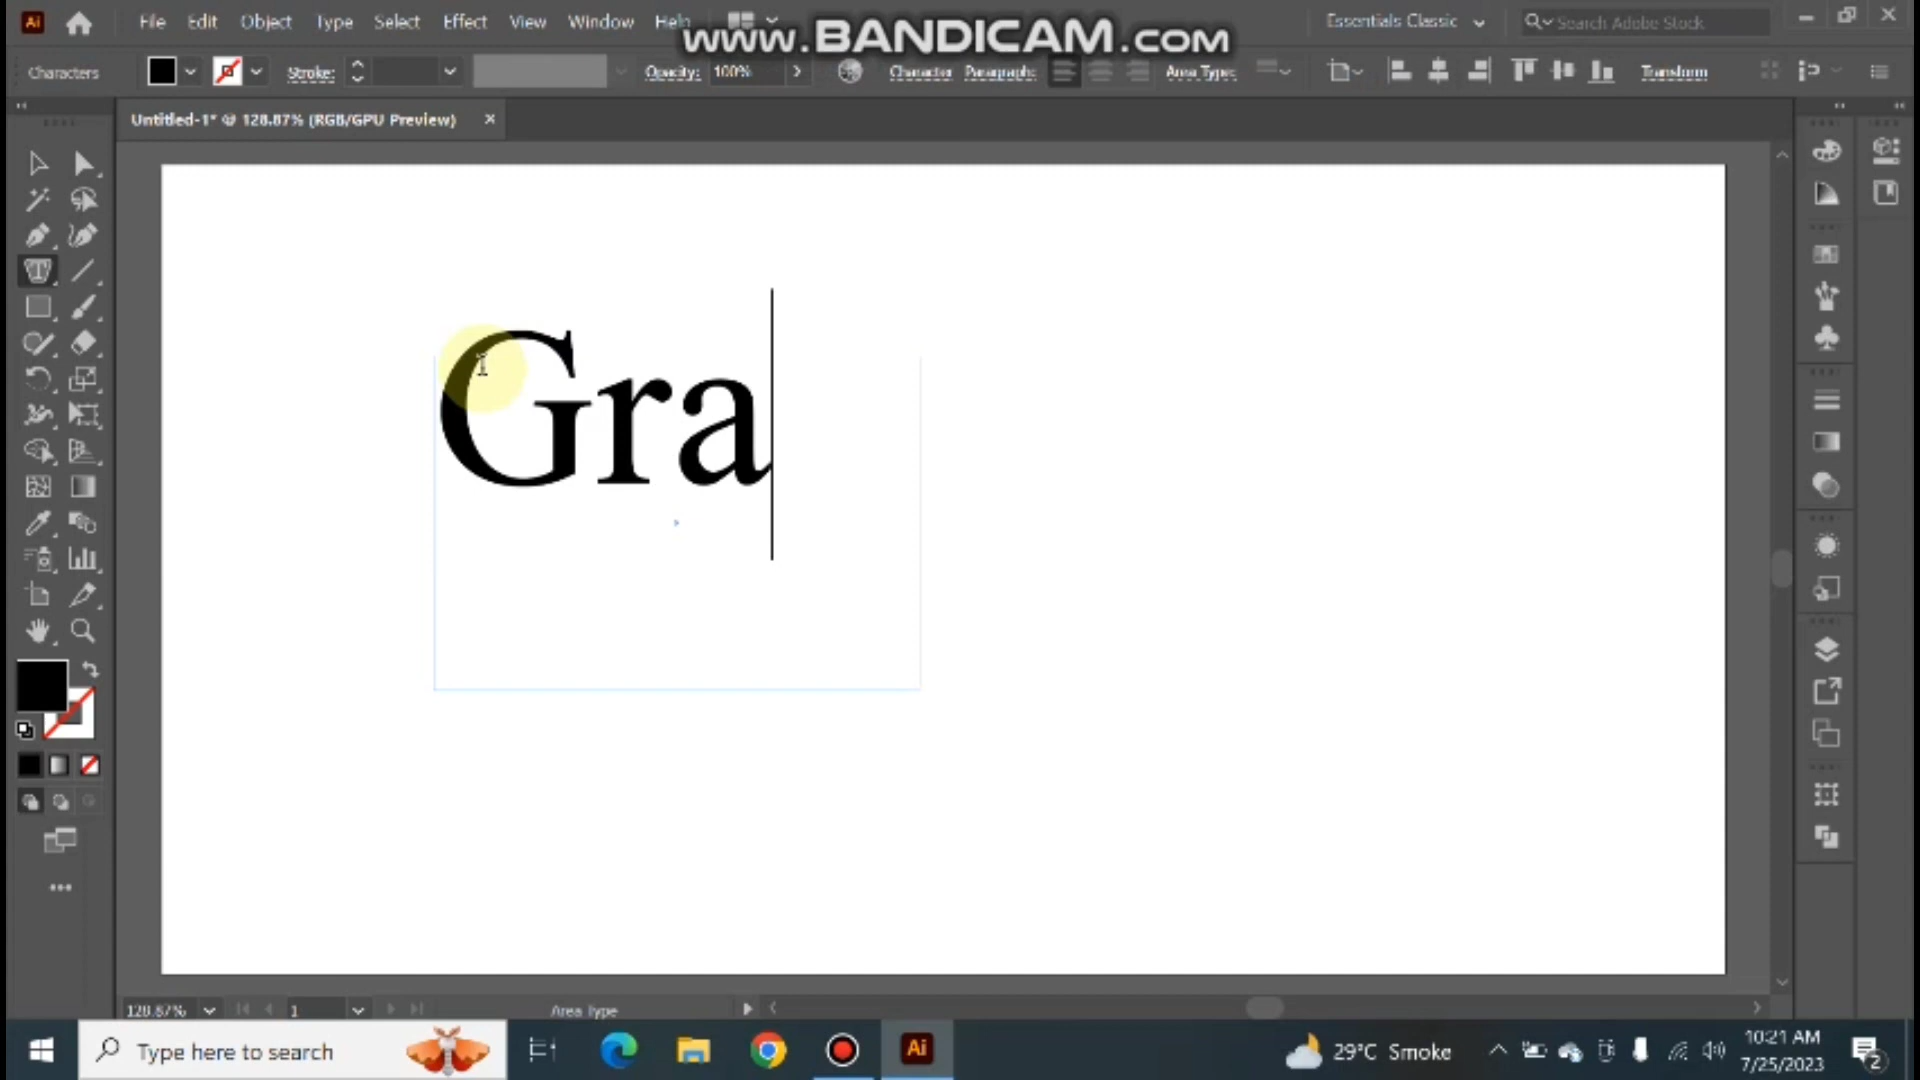 File Edit Object Type Select Effect View Window Help
Essentials Classic
Search Adobe Stock
www.BANDICAM.com
Characters
Stroke:
Opacity: 100%
Character Paragraph: Area Type: Transform
Untitled-1* @ 128.87% (RGB/GPU Preview) ×
Gra
128.87% 1 Area Type
Type here to search
29°C Smoke
10:21 AM
7/25/2023
2